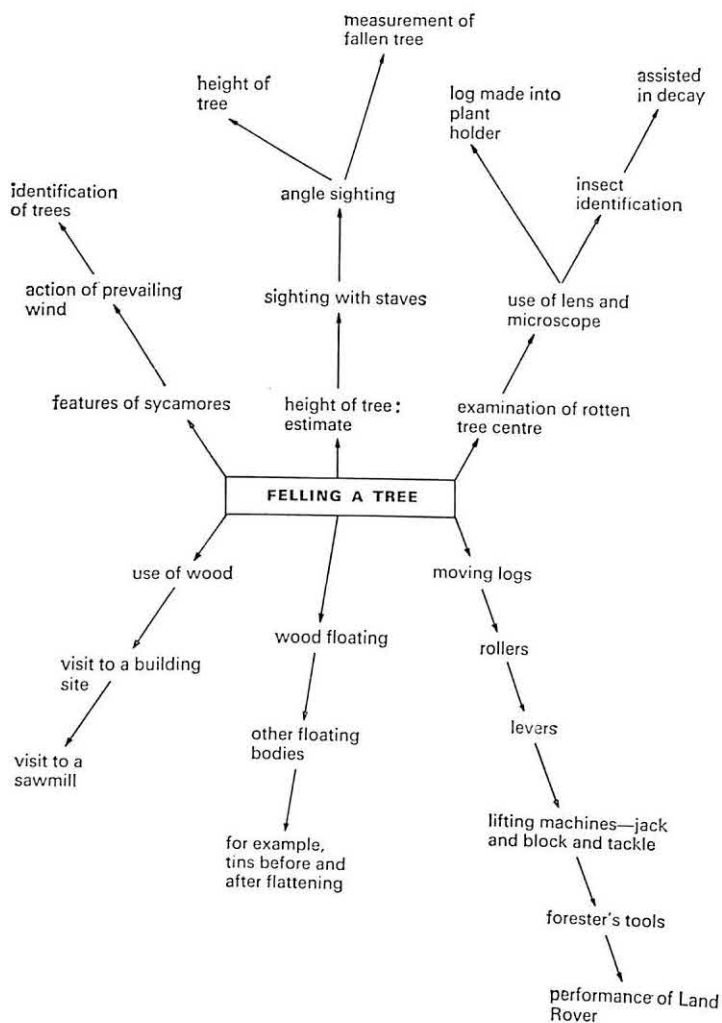 measurement of
fallen tree
height of
tree
log made into
plant
holder
assisted
in decay
identification
of trees
angle sighting
insect
identification
action of prevailing
wind
sighting with staves
use of lens and
microscope
features of sycamores
height of tree:
estimate
examination of rotten
tree centre
FELLING A TREE
use of wood
moving logs
wood floating
rollers
visit to a building
site
levers
other floating
bodies
visit to a
sawmill
lifting machines—jack
and block and tackle
for example,
tins before and
after flattening
forester's tools
performance of Land
Rover